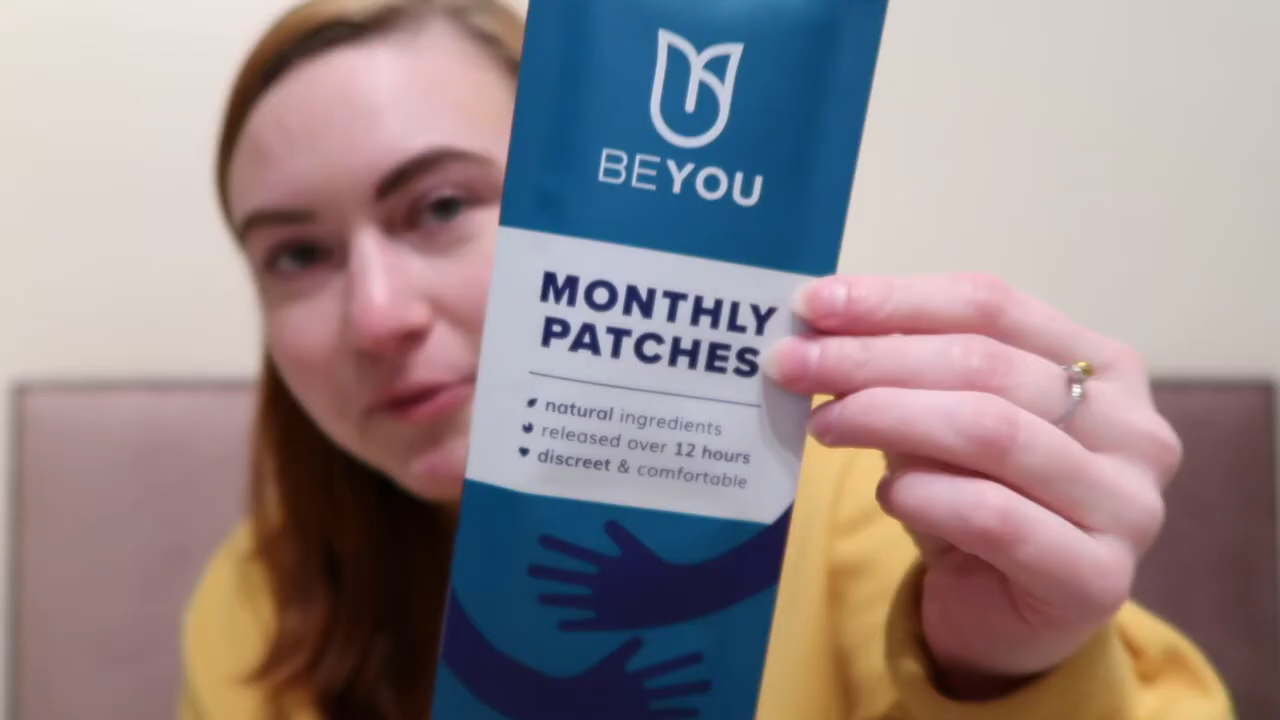 BEYOU
MONTHLY
PATCHES
natural ingredients
released over 12 hours
discreet & comfortable